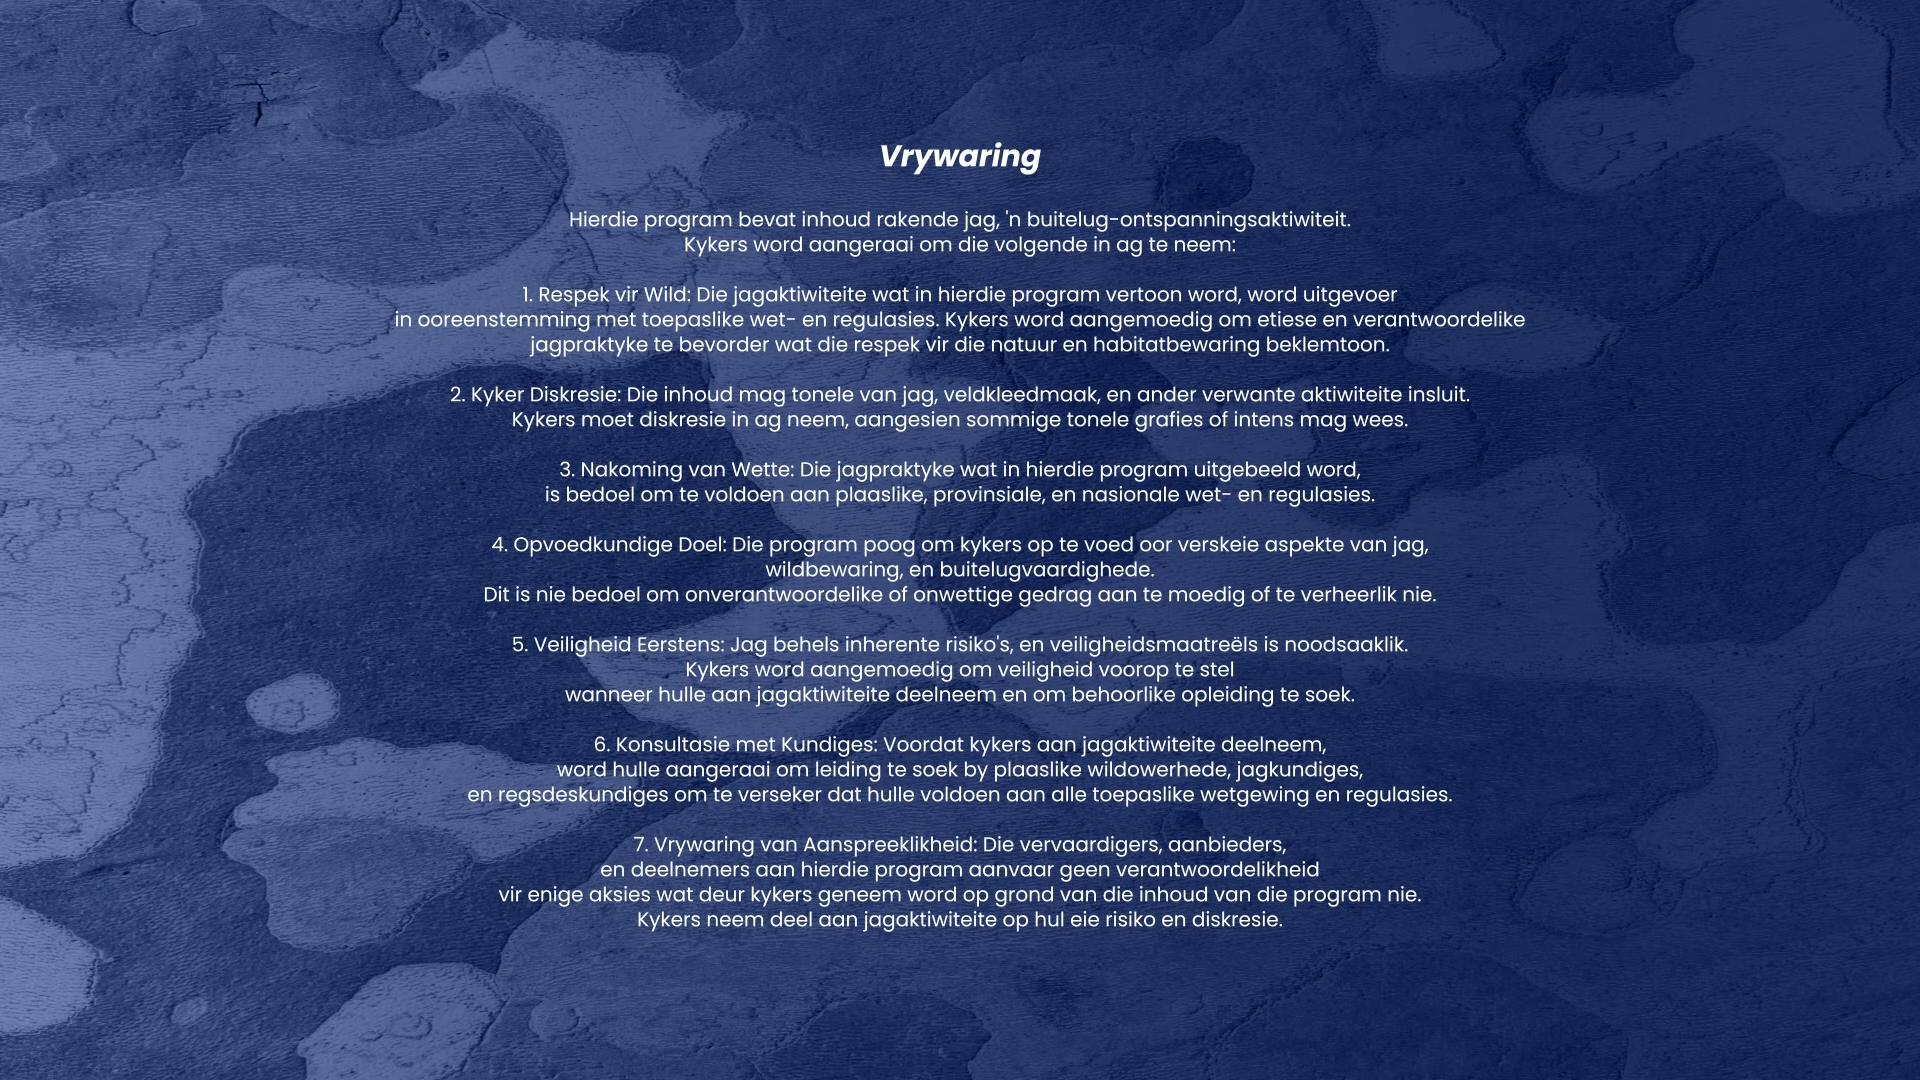 Vrywaring
Hierdie program bevat inhoud rakende jag, 'n buitelug-ontspanningsaktiwiteit.
Kykers word aangeraai om die volgende in ag te neem:
1. Respek vir Wild: Die jagaktiwiteite wat in hierdie program vertoon word, word uitgevoer
in ooreenstemming met toepaslike wet- en regulasies. Kykers word aangemoedig om etiese en verantwoordelike
jagpraktyke te bevorder wat die respek vir die natuur en habitatbewaring beklemtoon.
2. Kyker Diskresie: Die inhoud mag tonele van jag, veldkleedmaak, en ander verwante aktiwiteite insluit.
Kykers moet diskresie in ag neem, aangesien sommige tonele grafies of intens mag wees.
3. Nakoming van Wette: Die jagpraktyke wat in hierdie program uitgebeeld word,
is bedoel om te voldoen aan plaaslike, provinsiale, en nasionale wet- en regulasies.
4. Opvoedkundige Doel: Die program poog om kykers op te voed oor verskeie aspekte van jag,
wildbewaring, en buitelugvaardighede.
Dit is nie bedoel om onverantwoordelike of onwettige gedrag aan te moedig of te verheerlik nie.
5. Veiligheid Eerstens: Jag behels inherente risiko's, en veiligheidsmaatreëls is noodsaaklik.
Kykers word aangemoedig om veiligheid voorop te stel
wanneer hulle aan jagaktiwiteite deelneem en om behoorlike opleiding te soek.
6. Konsultasie met Kundiges: Voordat kykers aan jagaktiwiteite deelneem,
word hulle aangeraai om leiding te soek by plaaslike wildowerhede, jagkundiges,
en regsdeskundiges om te verseker dat hulle voldoen aan alle toepaslike wetgewing en regulasies.
7. Vrywaring van Aanspreeklikheid: Die vervaardigers, aanbieders,
en deelnemers aan hierdie program aanvaar geen verantwoordelikheid
vir enige aksies wat deur kykers geneem word op grond van die inhoud van die program nie.
Kykers neem deel aan jagaktiwiteite op hul eie risiko en diskresie.